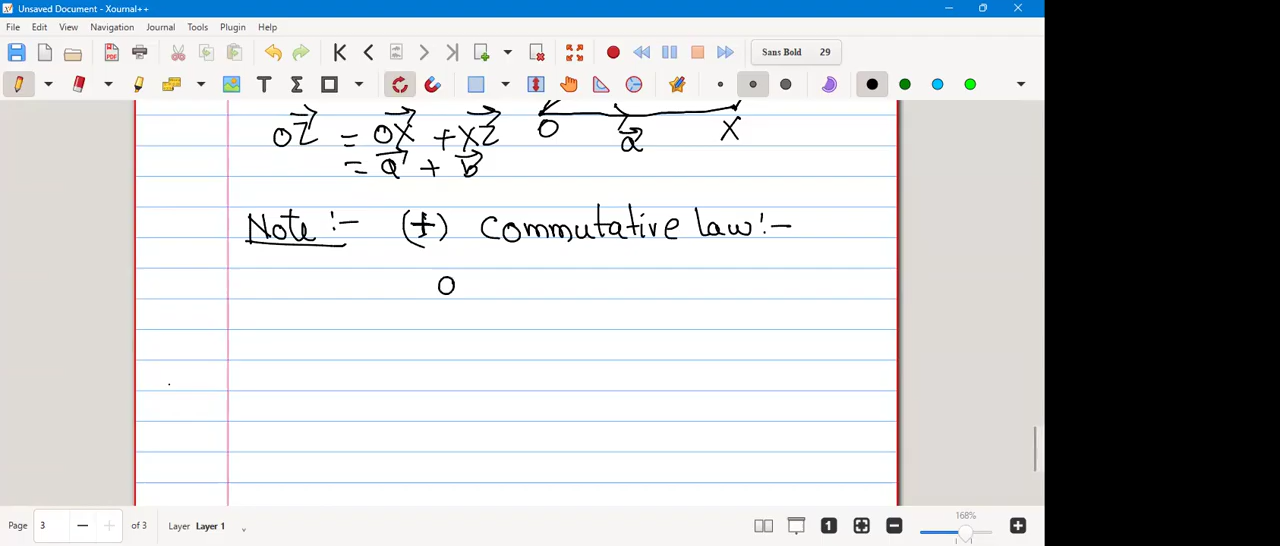 Unsaved Document - Xournal++
File Edit View Navigation Journal Tools Plugin Help
Sans Bold 29
OZ⃗ = OX⃗ + XZ⃗
O a⃗ X
= a⃗ + b⃗
Note :- (+) Commutative law :-
O
Page 3 of 3 Layer Layer 1 168%